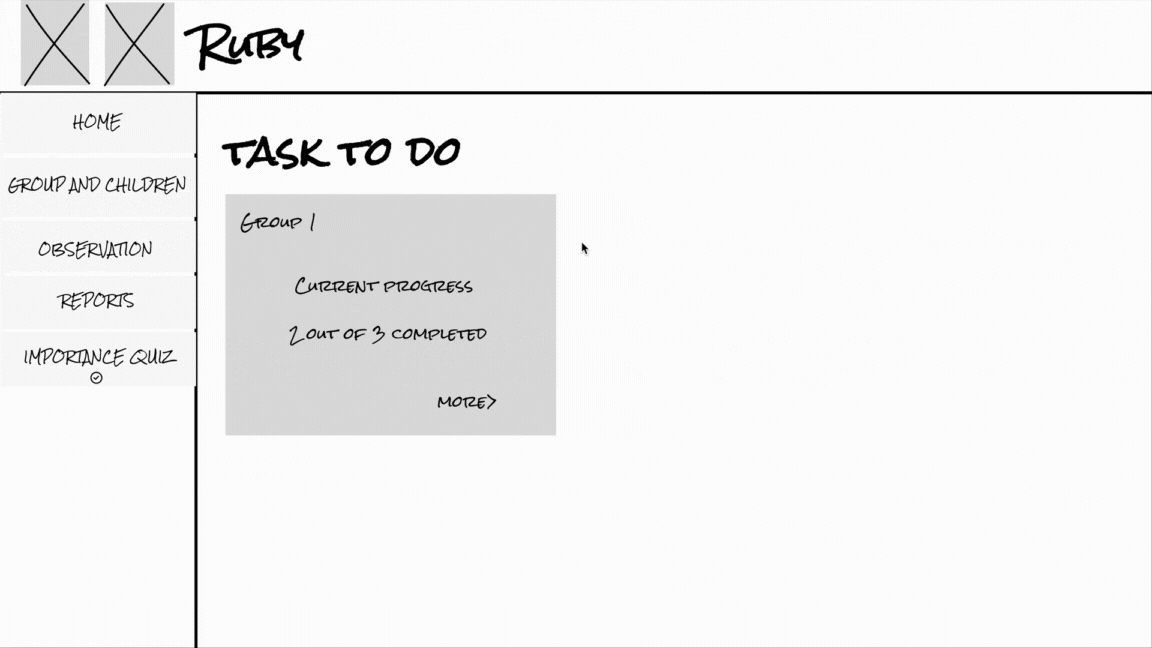 Ruby
HOME
GROUP AND CHILDREN
OBSERVATION
REPORTS
IMPORTANCE QUIZ
TASK TO DO
Group 1
Current progress
2 out of 3 completed
more>